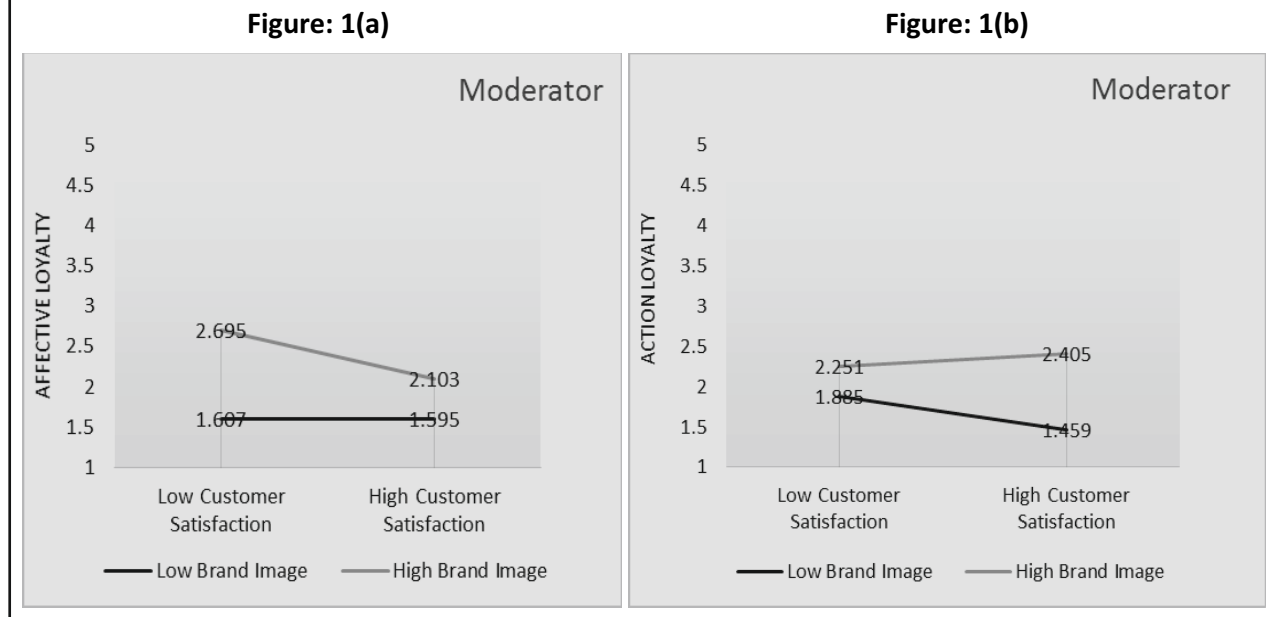 Figure: 1(a)
Moderator
5
4.5
4
3.5
3
2.5
2
1.5
1
AFFECTIVE LOYALTY
2.695
2.103
1.607
1.595
Low Customer
Satisfaction
High Customer
Satisfaction
Low Brand Image
High Brand Image
Figure: 1(b)
Moderator
5
4.5
4
3.5
3
2.5
2
1.5
1
ACTION LOYALTY
2.251
2.405
1.885
1.459
Low Customer
Satisfaction
High Customer
Satisfaction
Low Brand Image
High Brand Image